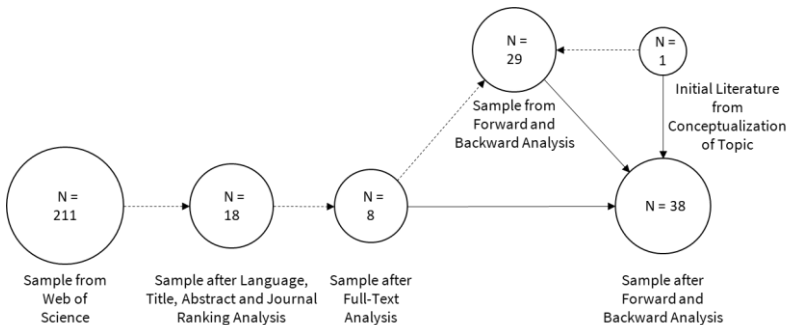 N =
29
Sample from
Forward and
Backward Analysis
N =
1
Initial Literature
from
Conceptualization
of Topic
N =
211
Sample from
Web of
Science
N =
18
Sample after Language,
Title, Abstract and Journal
Ranking Analysis
N =
8
Sample after
Full-Text
Analysis
N = 38
Sample after
Forward and
Backward Analysis